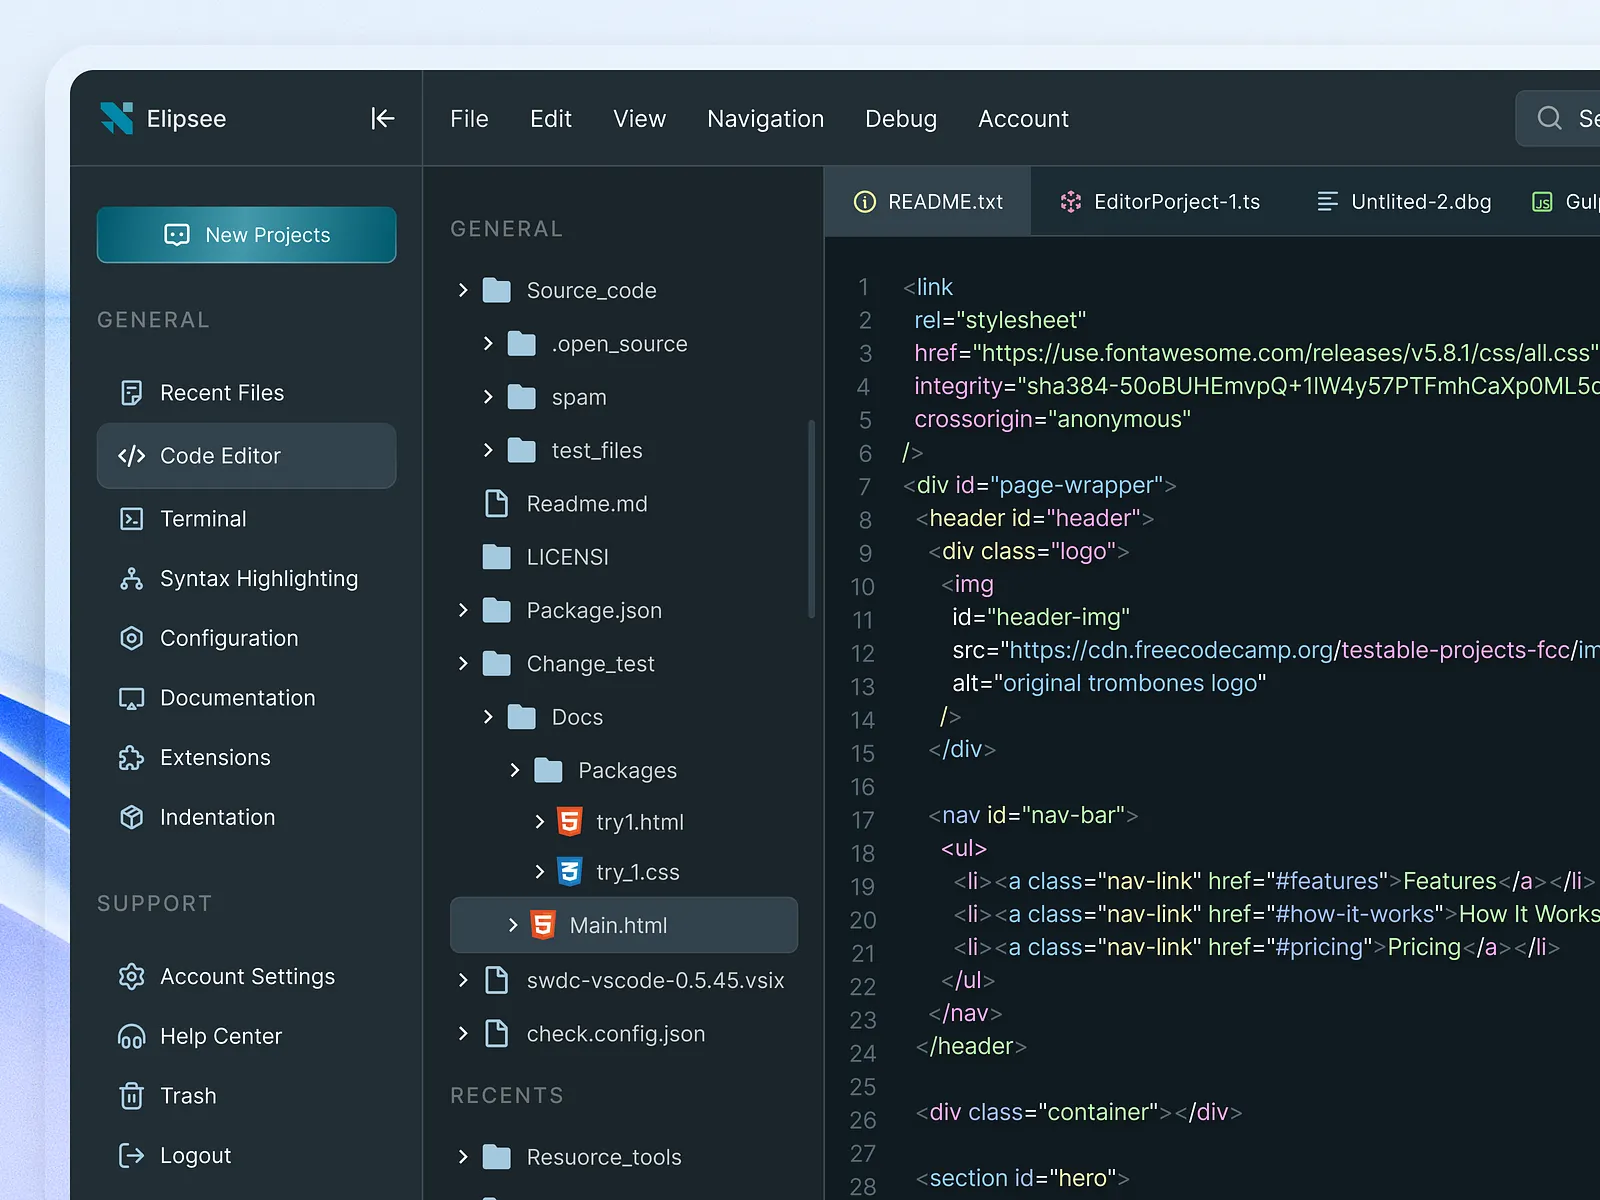 Elipsee
File Edit View Navigation Debug Account
New Projects
GENERAL
Recent Files
Code Editor
Terminal
Syntax Highlighting
Configuration
Documentation
Extensions
Indentation
SUPPORT
Account Settings
Help Center
Trash
Logout
GENERAL
Source_code
.open_source
spam
test_files
Readme.md
LICENSI
Package.json
Change_test
Docs
Packages
try1.html
try_1.css
Main.html
swdc-vscode-0.5.45.vsix
check.config.json
RECENTS
Resuorce_tools
README.txt EditorPorject-1.ts Untlited-2.dbg
1 <link
2 rel="stylesheet"
3 href="https://use.fontawesome.com/releases/v5.8.1/css/all.css"
4 integrity="sha384-50oBUHEmvpQ+1lW4y57PTFmhCaXp0ML5
5 crossorigin="anonymous"
6 />
7 <div id="page-wrapper">
8 <header id="header">
9 <div class="logo">
10 <img
11 id="header-img"
12 src="https://cdn.freecodecamp.org/testable-projects-fcc/im
13 alt="original trombones logo"
14 />
15 </div>
16
17 <nav id="nav-bar">
18 <ul>
19 <li><a class="nav-link" href="#features">Features</a></li>
20 <li><a class="nav-link" href="#how-it-works">How It Works
21 <li><a class="nav-link" href="#pricing">Pricing</a></li>
22 </ul>
23 </nav>
24 </header>
25
26 <div class="container"></div>
27
28 <section id="hero">